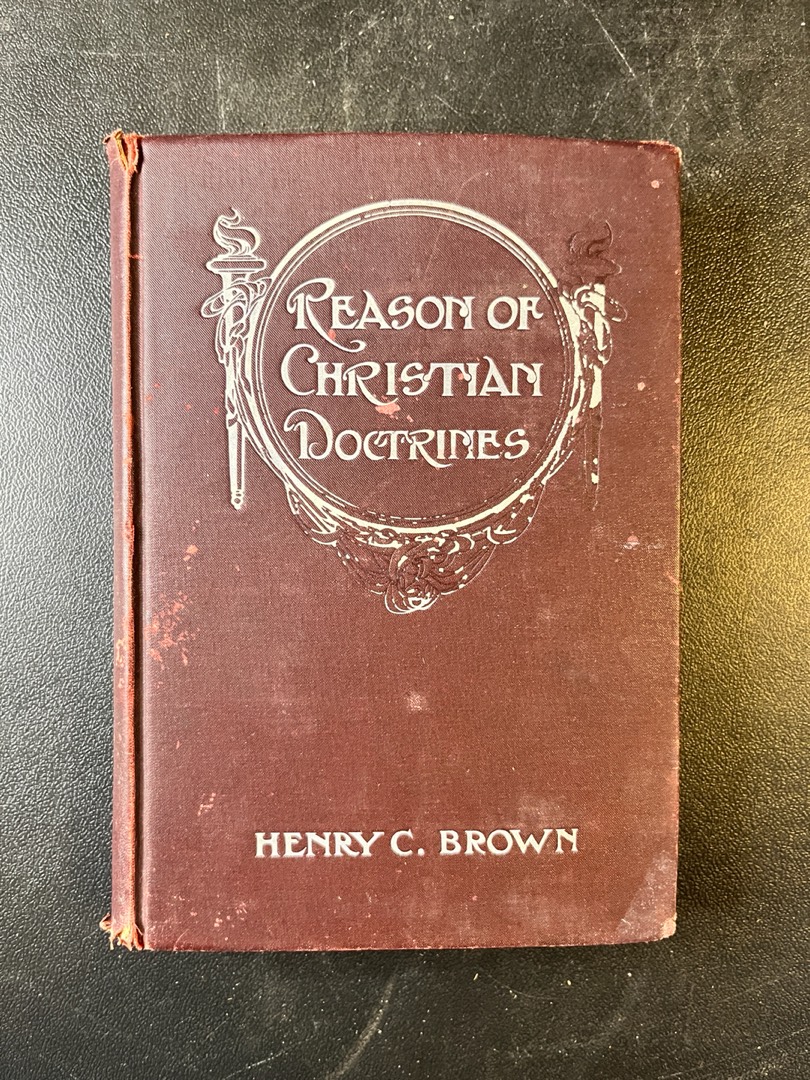 REASON OF
CHRISTIAN
DOCTRINES
HENRY C. BROWN